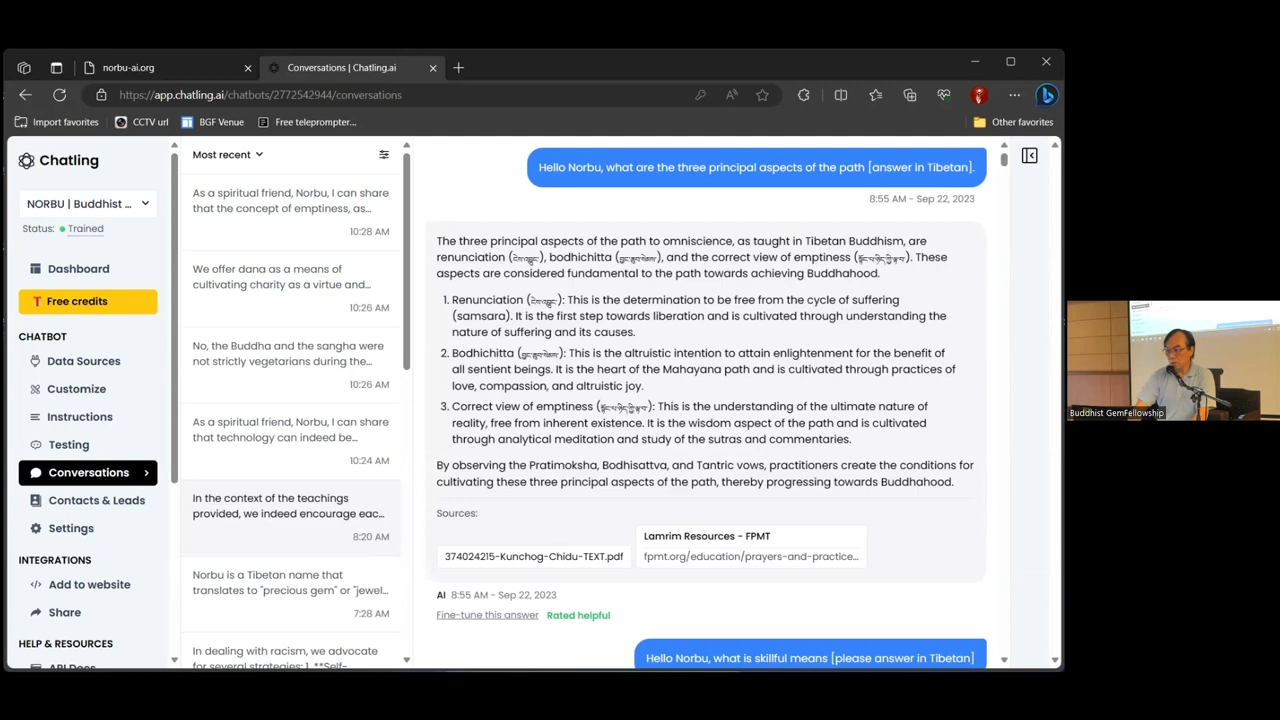 norbu-ai.org
Conversations | Chatling.ai
https://app.chatling.ai/chatbots/2772542944/conversations
Import favorites
CCTV url
BGF Venue
Free teleprompter...
Other favorites
Chatling
NORBU | Buddhist ...
Status: Trained
Dashboard
Free credits
CHATBOT
Data Sources
Customize
Instructions
Testing
Conversations
Contacts & Leads
Settings
INTEGRATIONS
Add to website
Share
HELP & RESOURCES
API Docs
Most recent
As a spiritual friend, Norbu, I can share
that the concept of emptiness, as...
10:28 AM
We offer dana as a means of
cultivating charity as a virtue and...
10:26 AM
No, the Buddha and the sangha were
not strictly vegetarians during the...
10:26 AM
As a spiritual friend, Norbu, I can share
that technology can indeed be...
10:24 AM
In the context of the teachings
provided, we indeed encourage eac...
8:20 AM
Norbu is a Tibetan name that
translates to "precious gem" or "jewel...
7:28 AM
In dealing with racism, we advocate
for several strategies: 1. **Self-
Hello Norbu, what are the three principal aspects of the path [answer in Tibetan].
8:55 AM - Sep 22, 2023
The three principal aspects of the path to omniscience, as taught in Tibetan Buddhism, are
renunciation (ངེས་འབྱུང་), bodhichitta (བྱང་ཆུབ་སེམས་), and the correct view of emptiness (སྟོང་པ་ཉིད་ཀྱི་ལྟ་བ་). These
aspects are considered fundamental to the path towards achieving Buddhahood.
1. Renunciation (ངེས་འབྱུང་): This is the determination to be free from the cycle of suffering
(samsara). It is the first step towards liberation and is cultivated through understanding the
nature of suffering and its causes.
2. Bodhichitta (བྱང་ཆུབ་སེམས་): This is the altruistic intention to attain enlightenment for the benefit of
all sentient beings. It is the heart of the Mahayana path and is cultivated through practices of
love, compassion, and altruistic joy.
3. Correct view of emptiness (སྟོང་པ་ཉིད་ཀྱི་ལྟ་བ་): This is the understanding of the ultimate nature of
reality, free from inherent existence. It is the wisdom aspect of the path and is cultivated
through analytical meditation and study of the sutras and commentaries.
By observing the Pratimoksha, Bodhisattva, and Tantric vows, practitioners create the conditions for
cultivating these three principal aspects of the path, thereby progressing towards Buddhahood.
Sources:
374024215-Kunchog-Chidu-TEXT.pdf
Lamrim Resources - FPMT
fpmt.org/education/prayers-and-practice...
AI 8:55 AM - Sep 22, 2023
Fine-tune this answer Rated helpful
Hello Norbu, what is skillful means [please answer in Tibetan]
Buddhist GemFellowship